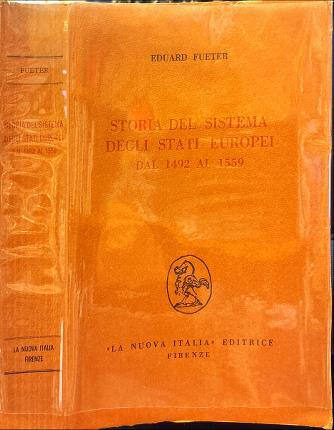 FUETER
STORIA DEL SISTEMA
DEGLI STATI EUROPEI
DAL 1492 AL 1559
LA NUOVA ITALIA
FIRENZE
EDUARD FUETER
STORIA DEL SISTEMA
DEGLI STATI EUROPEI
DAL 1492 AL 1559
«LA NUOVA ITALIA» EDITRICE
FIRENZE